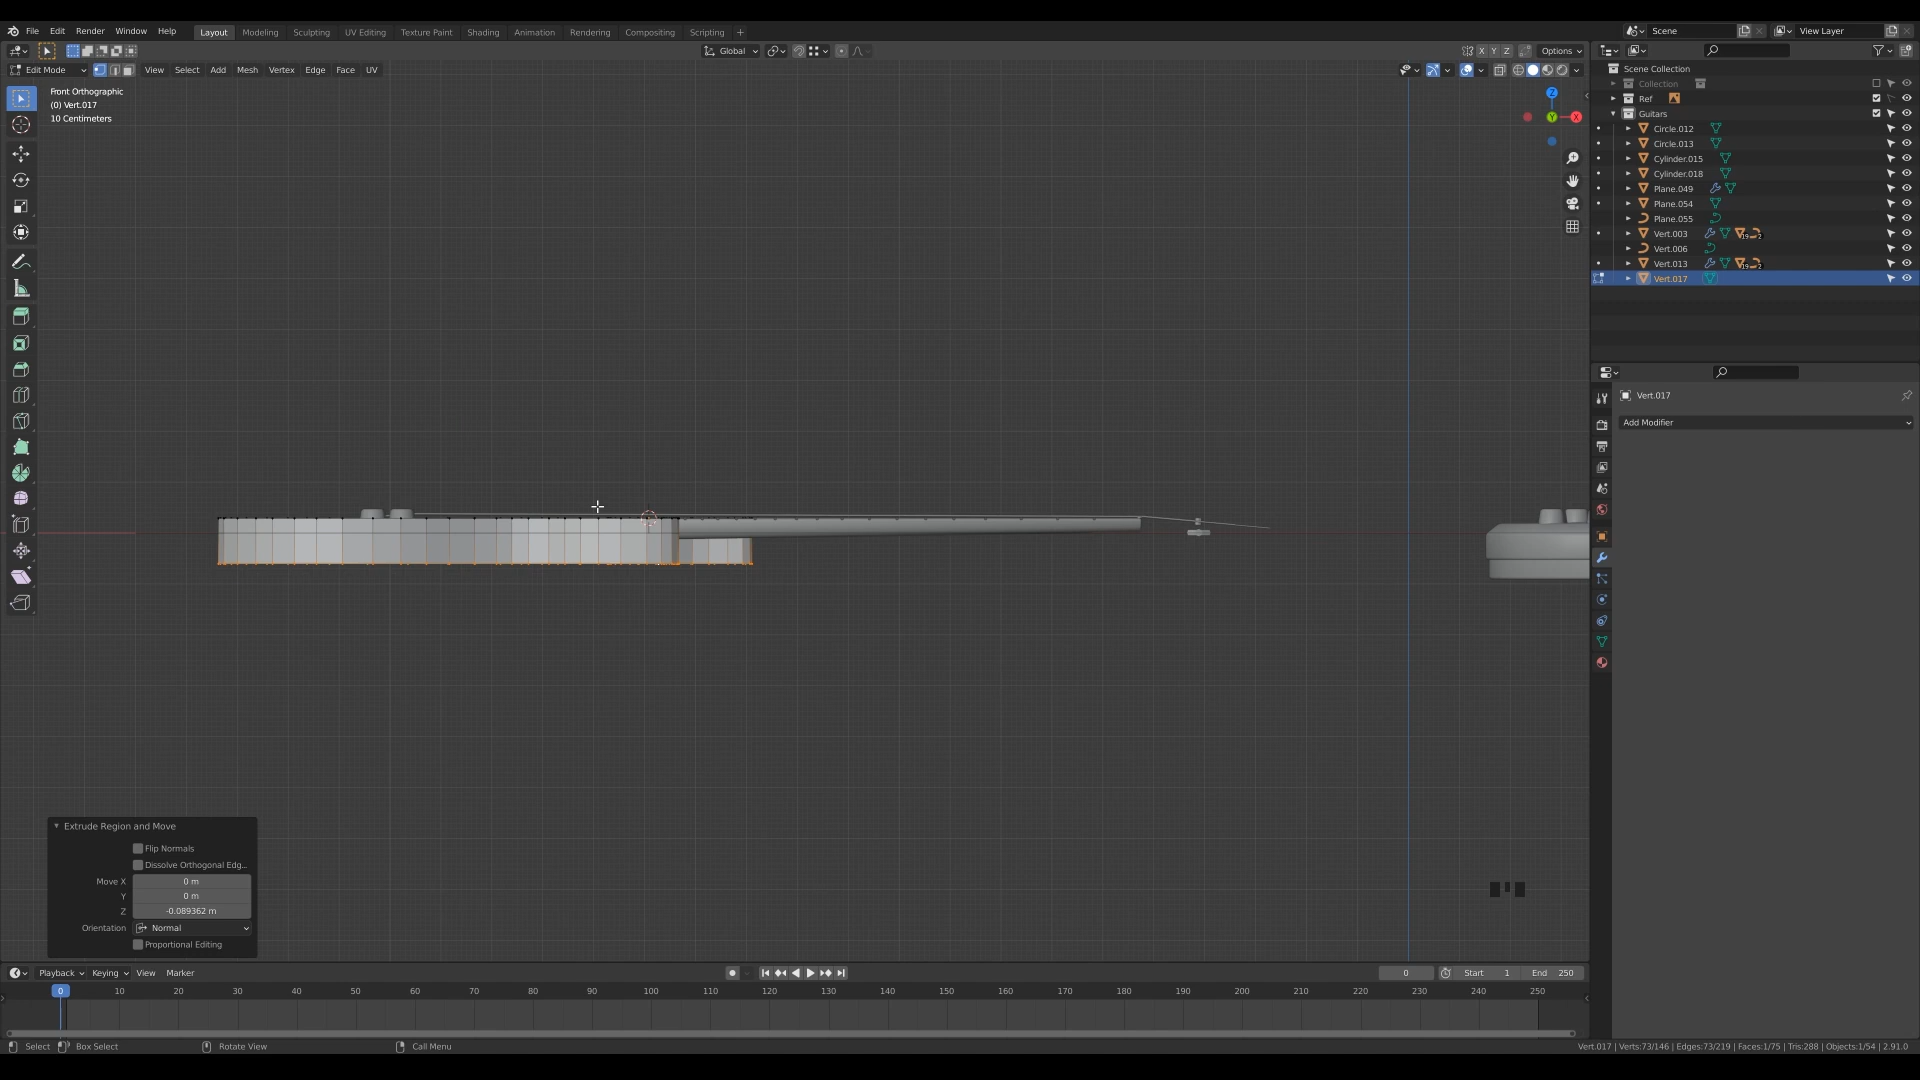 File Edit Render Window Help Layout Modeling Sculpting UV Editing Texture Paint Shading Animation Rendering Compositing Scripting + Scene View Layer
Global X Y Z Options
Edit Mode View Select Add Mesh Vertex Edge Face UV
Front Orthographic
(0) Vert.017
10 Centimeters
Z
Y
X
Scene Collection
Collection
Ref
Guitars
Circle.012
Circle.013
Cylinder.015
Cylinder.018
Plane.049
Plane.054
Plane.055
Vert.003
Vert.006
Vert.013
Vert.017
Vert.017
Add Modifier
Extrude Region and Move
Flip Normals
Dissolve Orthogonal Edg...
Move X 0 m
Y 0 m
Z -0.089362 m
Orientation Normal
Proportional Editing
Playback Keying View Marker 0 Start 1 End 250
0 10 20 30 40 50 60 70 80 90 100 110 120 130 140 150 160 170 180 190 200 210 220 230 240 250
Select Box Select Rotate View Call Menu Vert.017 | Verts:73/146 | Edges:73/219 | Faces:1/75 | Tris:288 | Objects:1/54 | 2.91.0